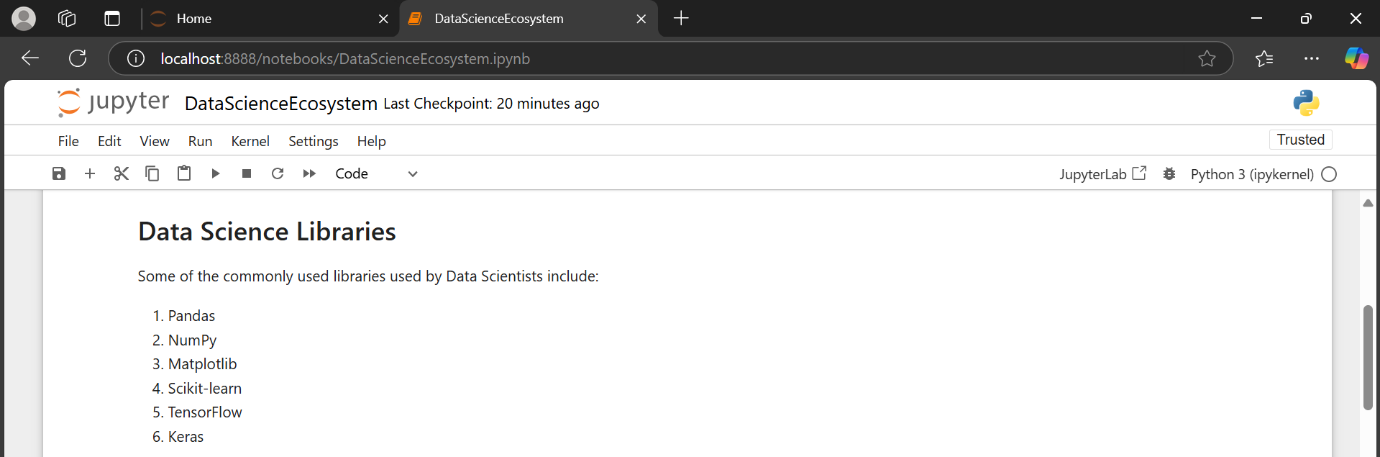 Home
DataScienceEcosystem
localhost:8888/notebooks/DataScienceEcosystem.ipynb
jupyter DataScienceEcosystem Last Checkpoint: 20 minutes ago
File Edit View Run Kernel Settings Help Trusted
Code JupyterLab Python 3 (ipykernel)
Data Science Libraries
Some of the commonly used libraries used by Data Scientists include:
1. Pandas
2. NumPy
3. Matplotlib
4. Scikit-learn
5. TensorFlow
6. Keras